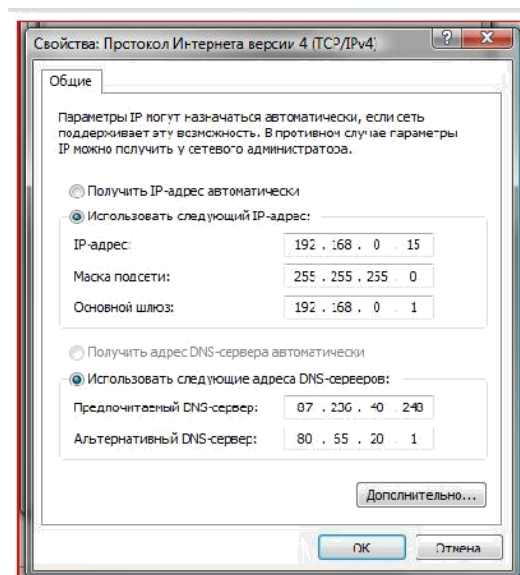 Свойства: Протокол Интернета версии 4 (TCP/IPv4)
Общие
Параметры IP могут назначаться автоматически, если сеть
поддерживает эту возможность. В противном случае параметры
IP можно получить у сетевого администратора.
Получить IP-адрес автоматически
Использовать следующий IP-адрес:
IP-адрес: 192 . 168 . 0 . 15
Маска подсети: 255 . 255 . 255 . 0
Основной шлюз: 192 . 168 . 0 . 1
Получить адрес DNS-сервера автоматически
Использовать следующие адреса DNS-серверов:
Предпочитаемый DNS-сервер: 87 . 236 . 40 . 248
Альтернативный DNS-сервер: 80 . 55 . 20 . 1
Дополнительно...
ОК Отмена